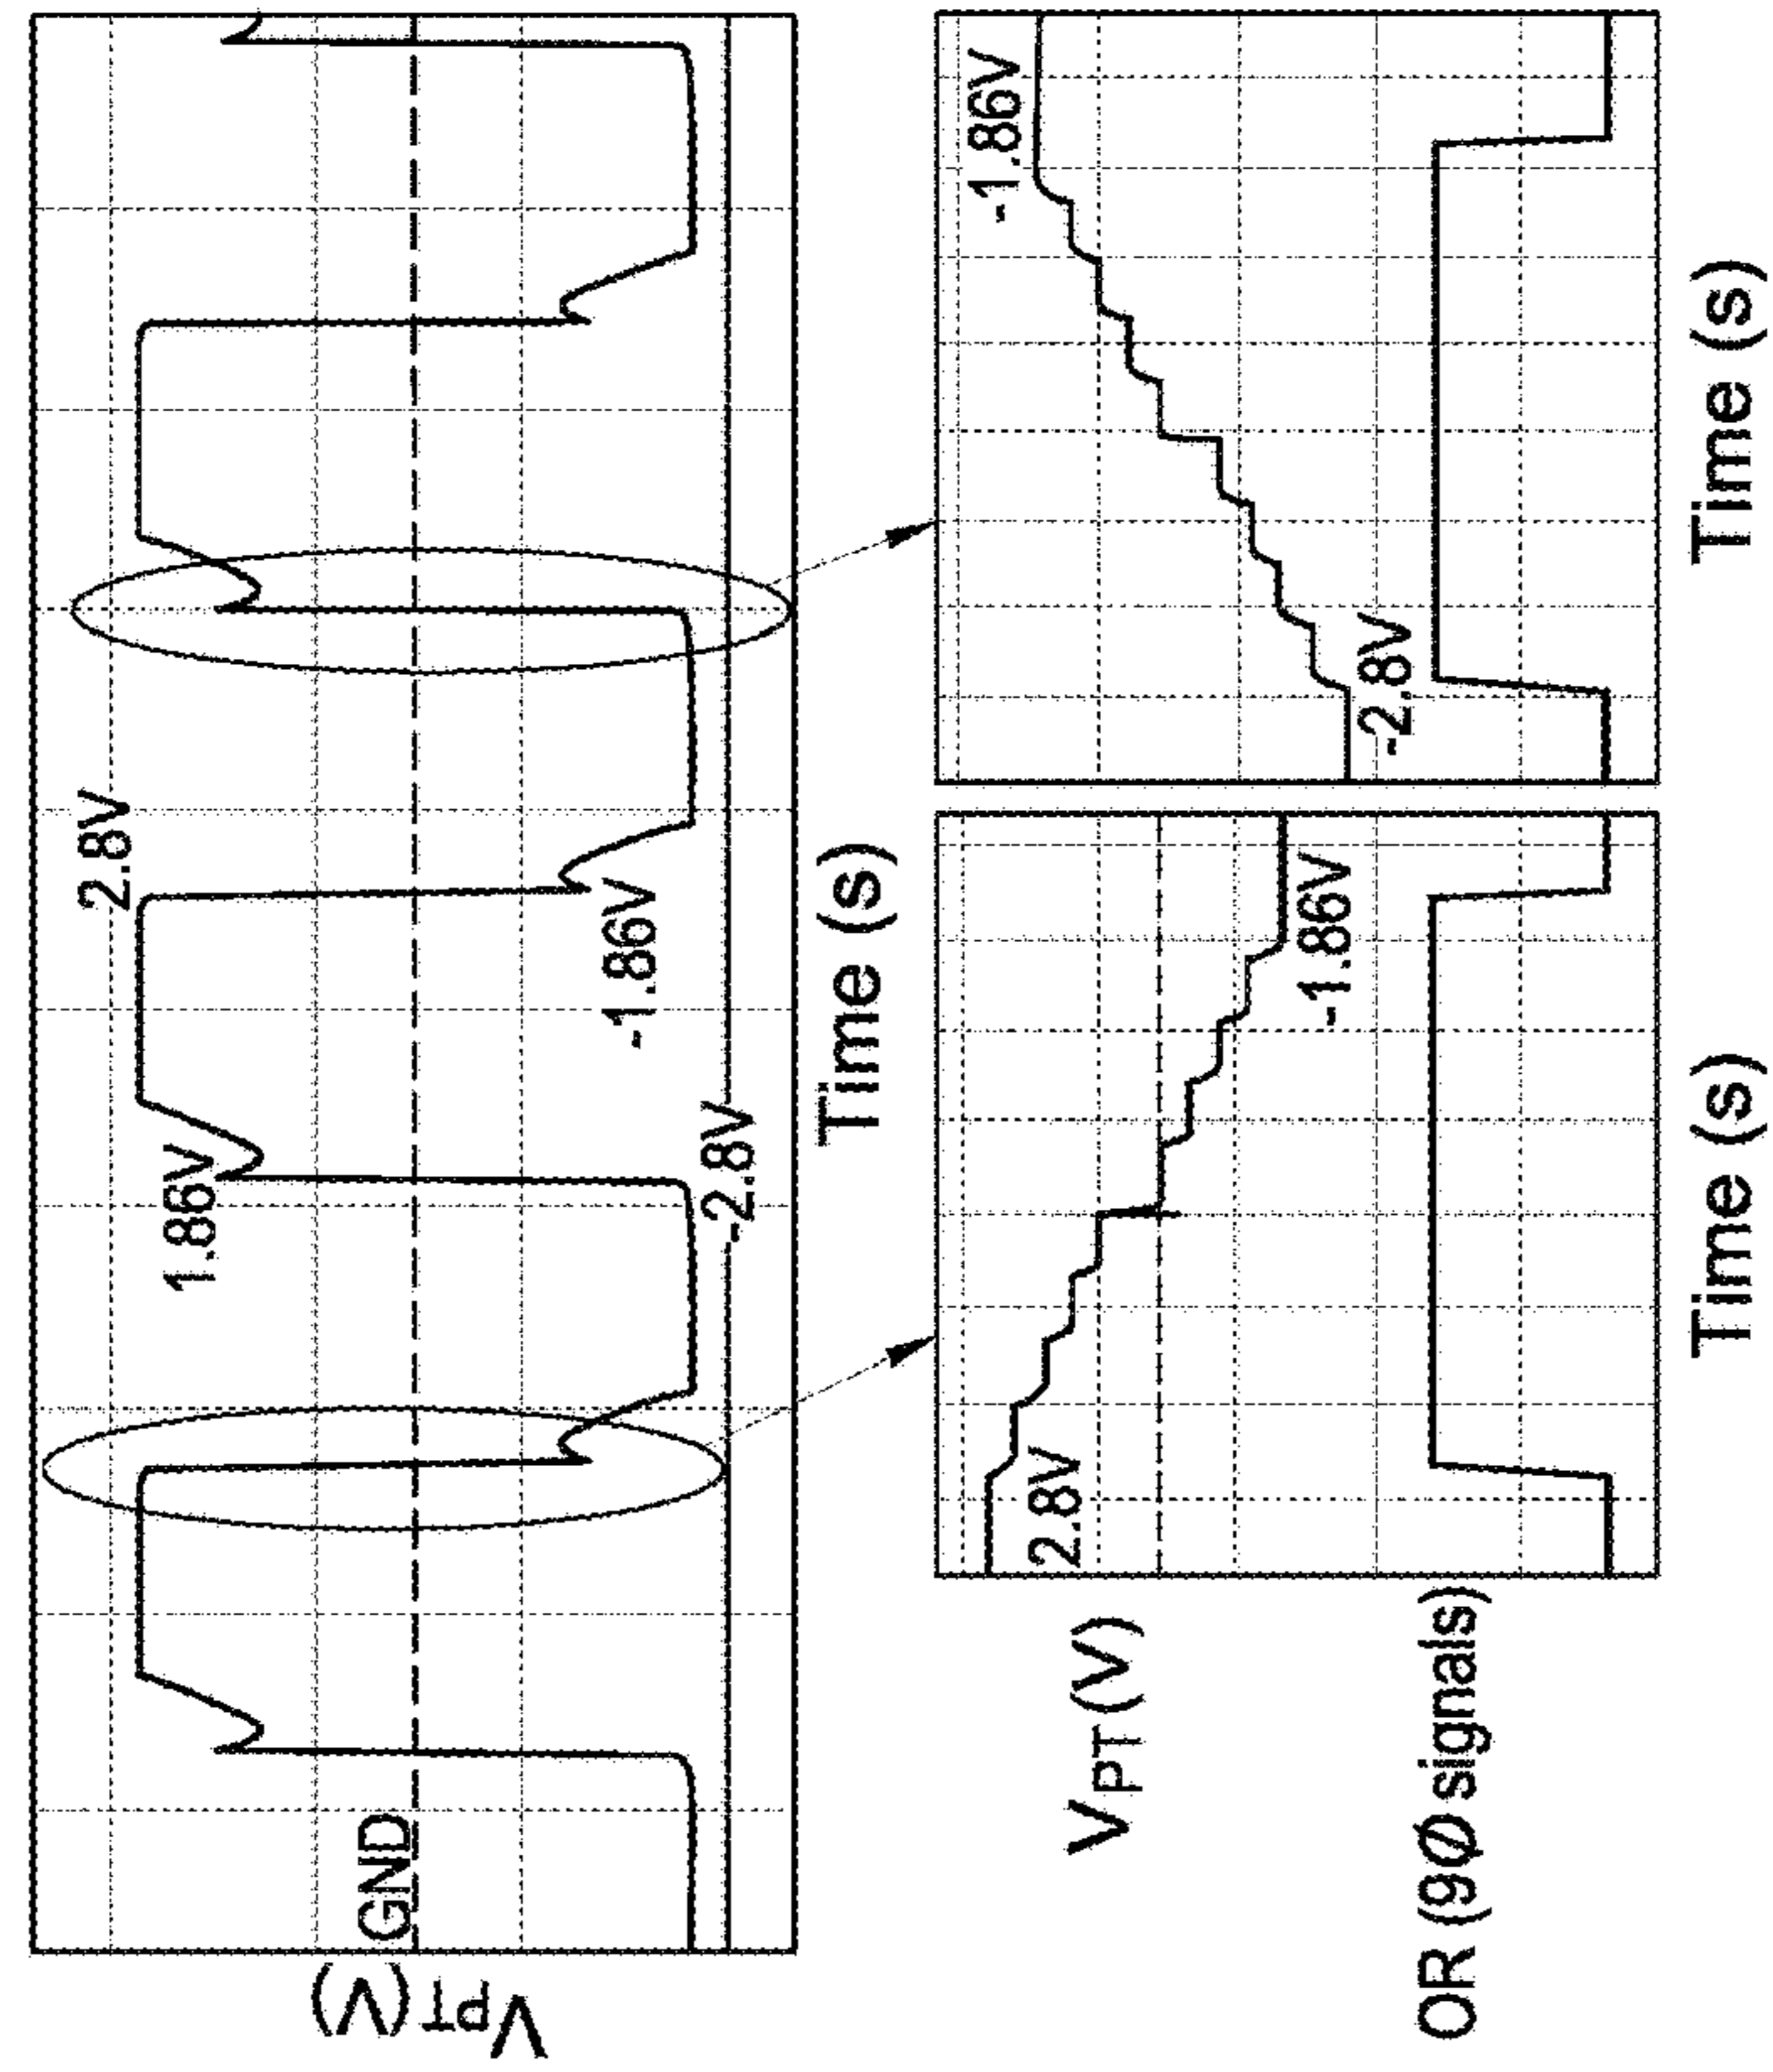 VPT (V)
GND
1.86V
2.8V
-1.86V
-2.8V
Time (s)
VPT (V)
2.8V
-1.86V
-2.8V
-1.86V
OR (9Ø signals)
Time (s)
Time (s)